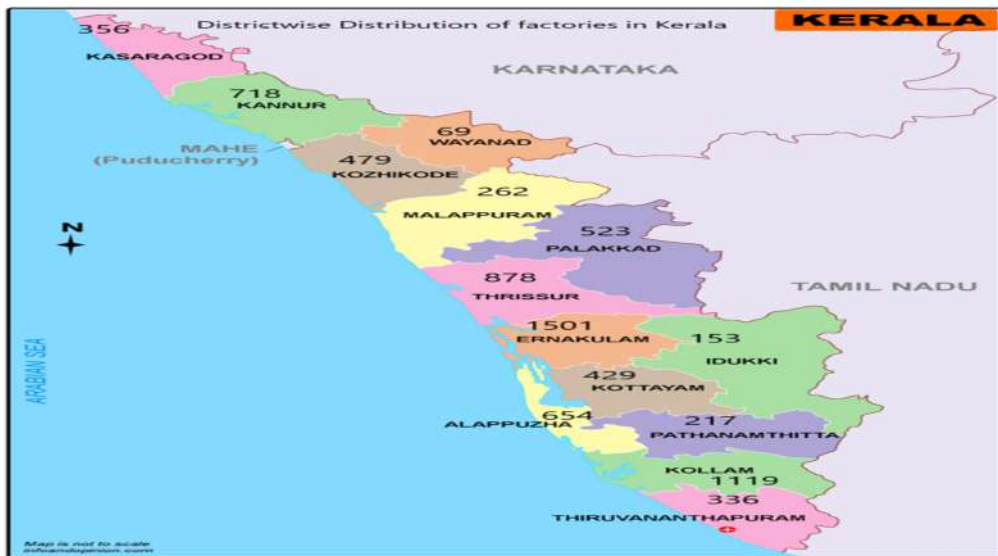 Districtwise Distribution of factories in Kerala
KERALA
356
KASARAGOD
KARNATAKA
718
KANNUR
69
WAYANAD
MAHE
(Puducherry)
479
KOZHIKODE
262
MALAPPURAM
N
523
PALAKKAD
878
THRISSUR
TAMIL NADU
1501
ERNAKULAM
153
IDUKKI
ARABIAN SEA
429
KOTTAYAM
654
ALAPPUZHA
217
PATHANAMTHITTA
KOLLAM
1119
336
THIRUVANANTHAPURAM
Map is not to scale
infoandopinion.com